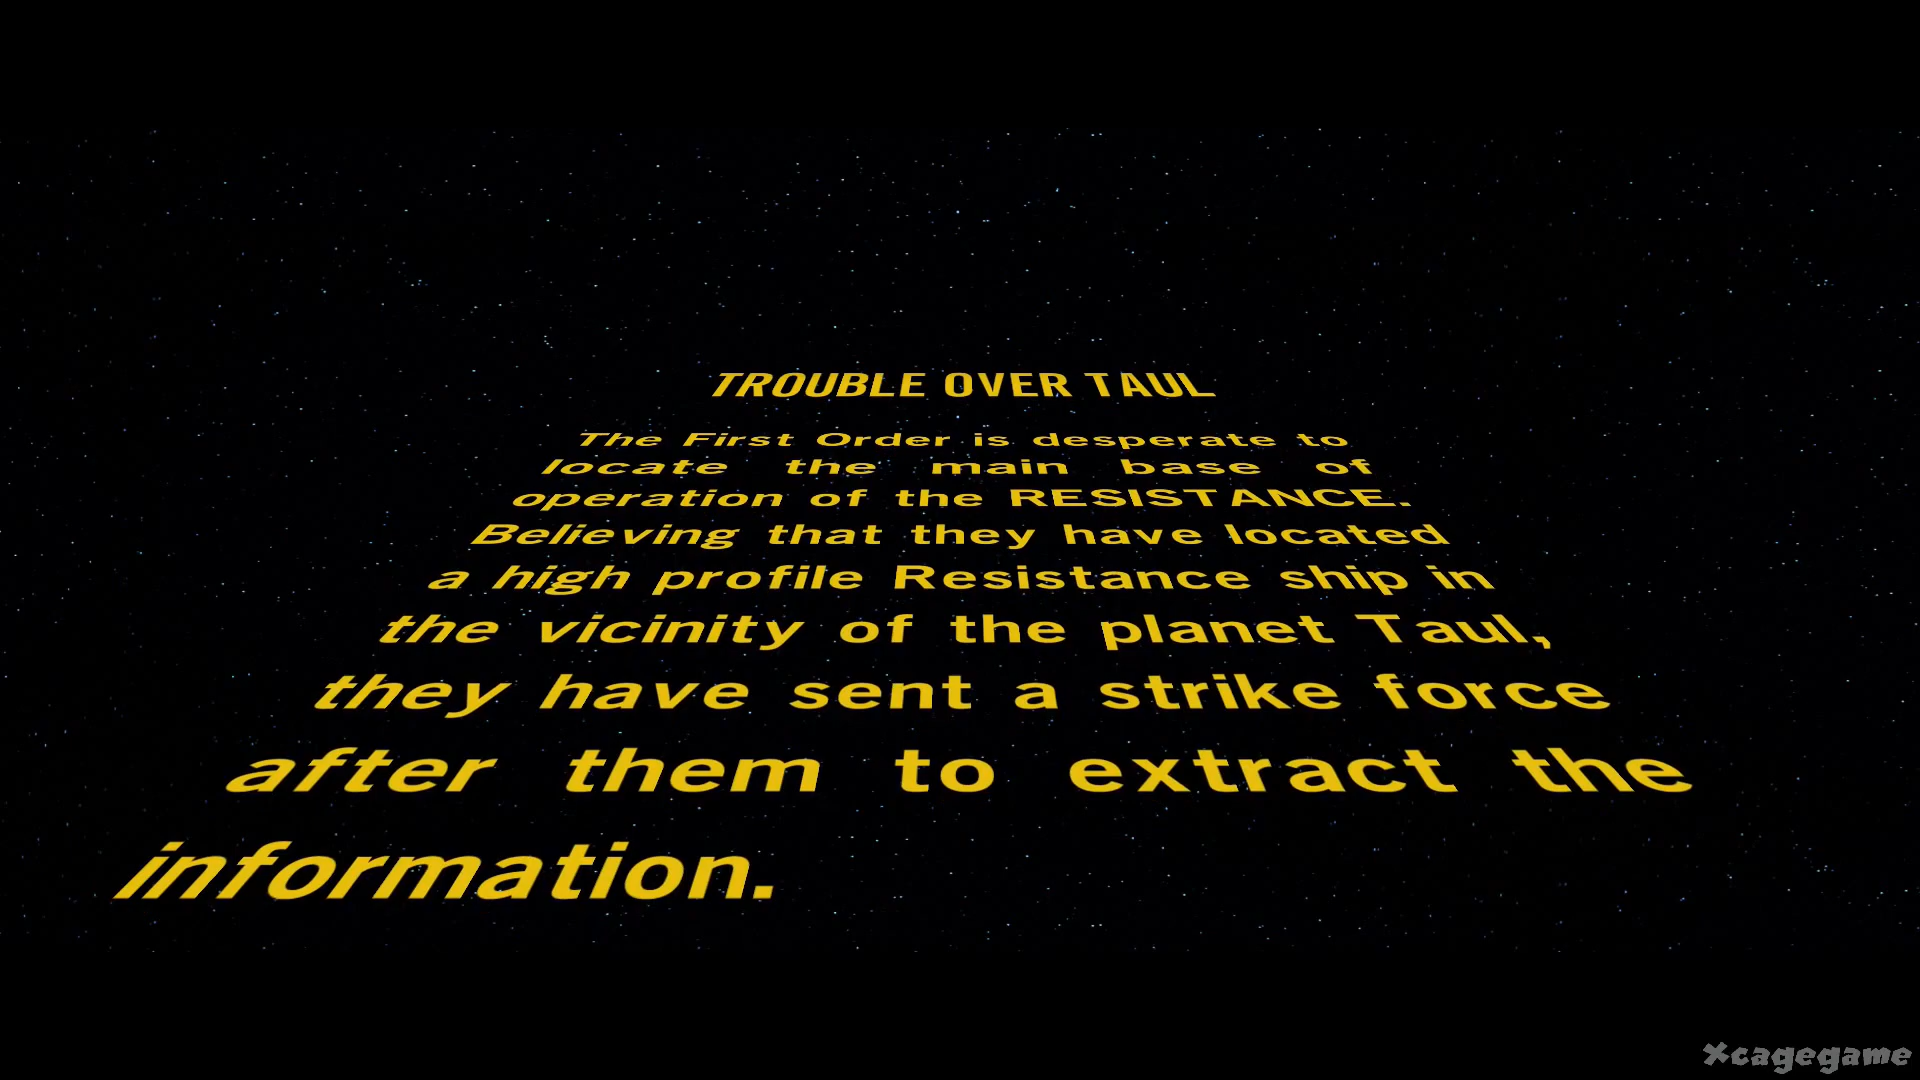 TROUBLE OVER TAUL
The First Order is desperate to
locate the main base of
operation of the RESISTANCE.
Believing that they have located
a high profile Resistance ship in
the vicinity of the planet Taul,
they have sent a strike force
after them to extract the
information.
Xcagegame